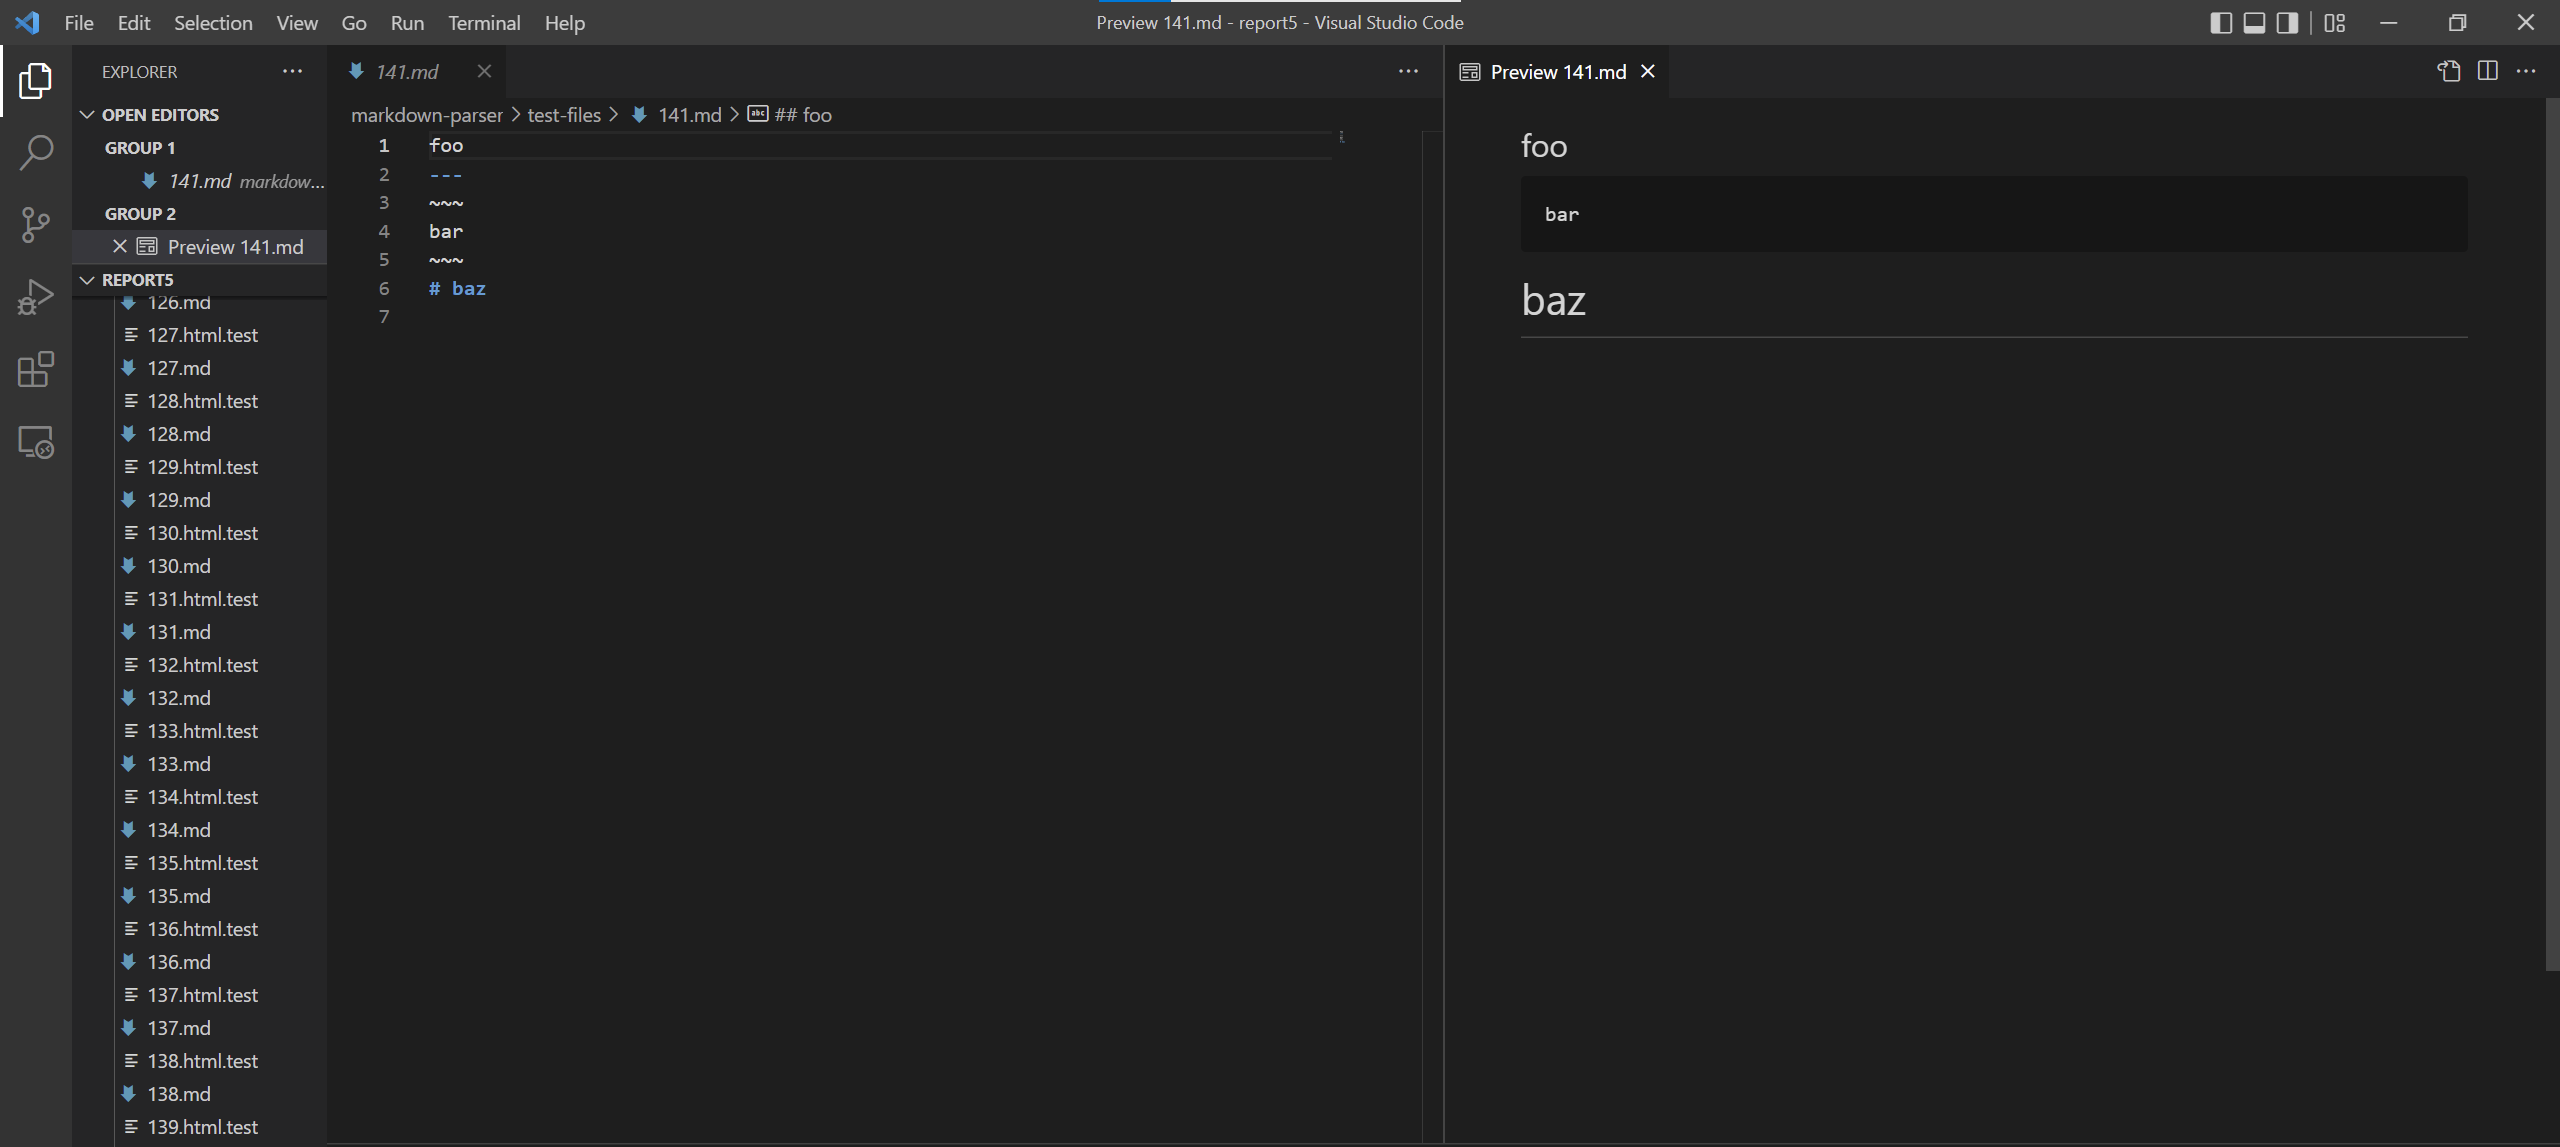 File Edit Selection View Go Run Terminal Help
Preview 141.md - report5 - Visual Studio Code
EXPLORER
OPEN EDITORS
GROUP 1
141.md markdow...
GROUP 2
Preview 141.md
REPORT5
126.md
127.html.test
127.md
128.html.test
128.md
129.html.test
129.md
130.html.test
130.md
131.html.test
131.md
132.html.test
132.md
133.html.test
133.md
134.html.test
134.md
135.html.test
135.md
136.html.test
136.md
137.html.test
137.md
138.html.test
138.md
139.html.test
141.md
markdown-parser > test-files > 141.md > abc ## foo
1 foo
2 ---
3 ~~~
4 bar
5 ~~~
6 # baz
7
Preview 141.md
foo
bar
baz